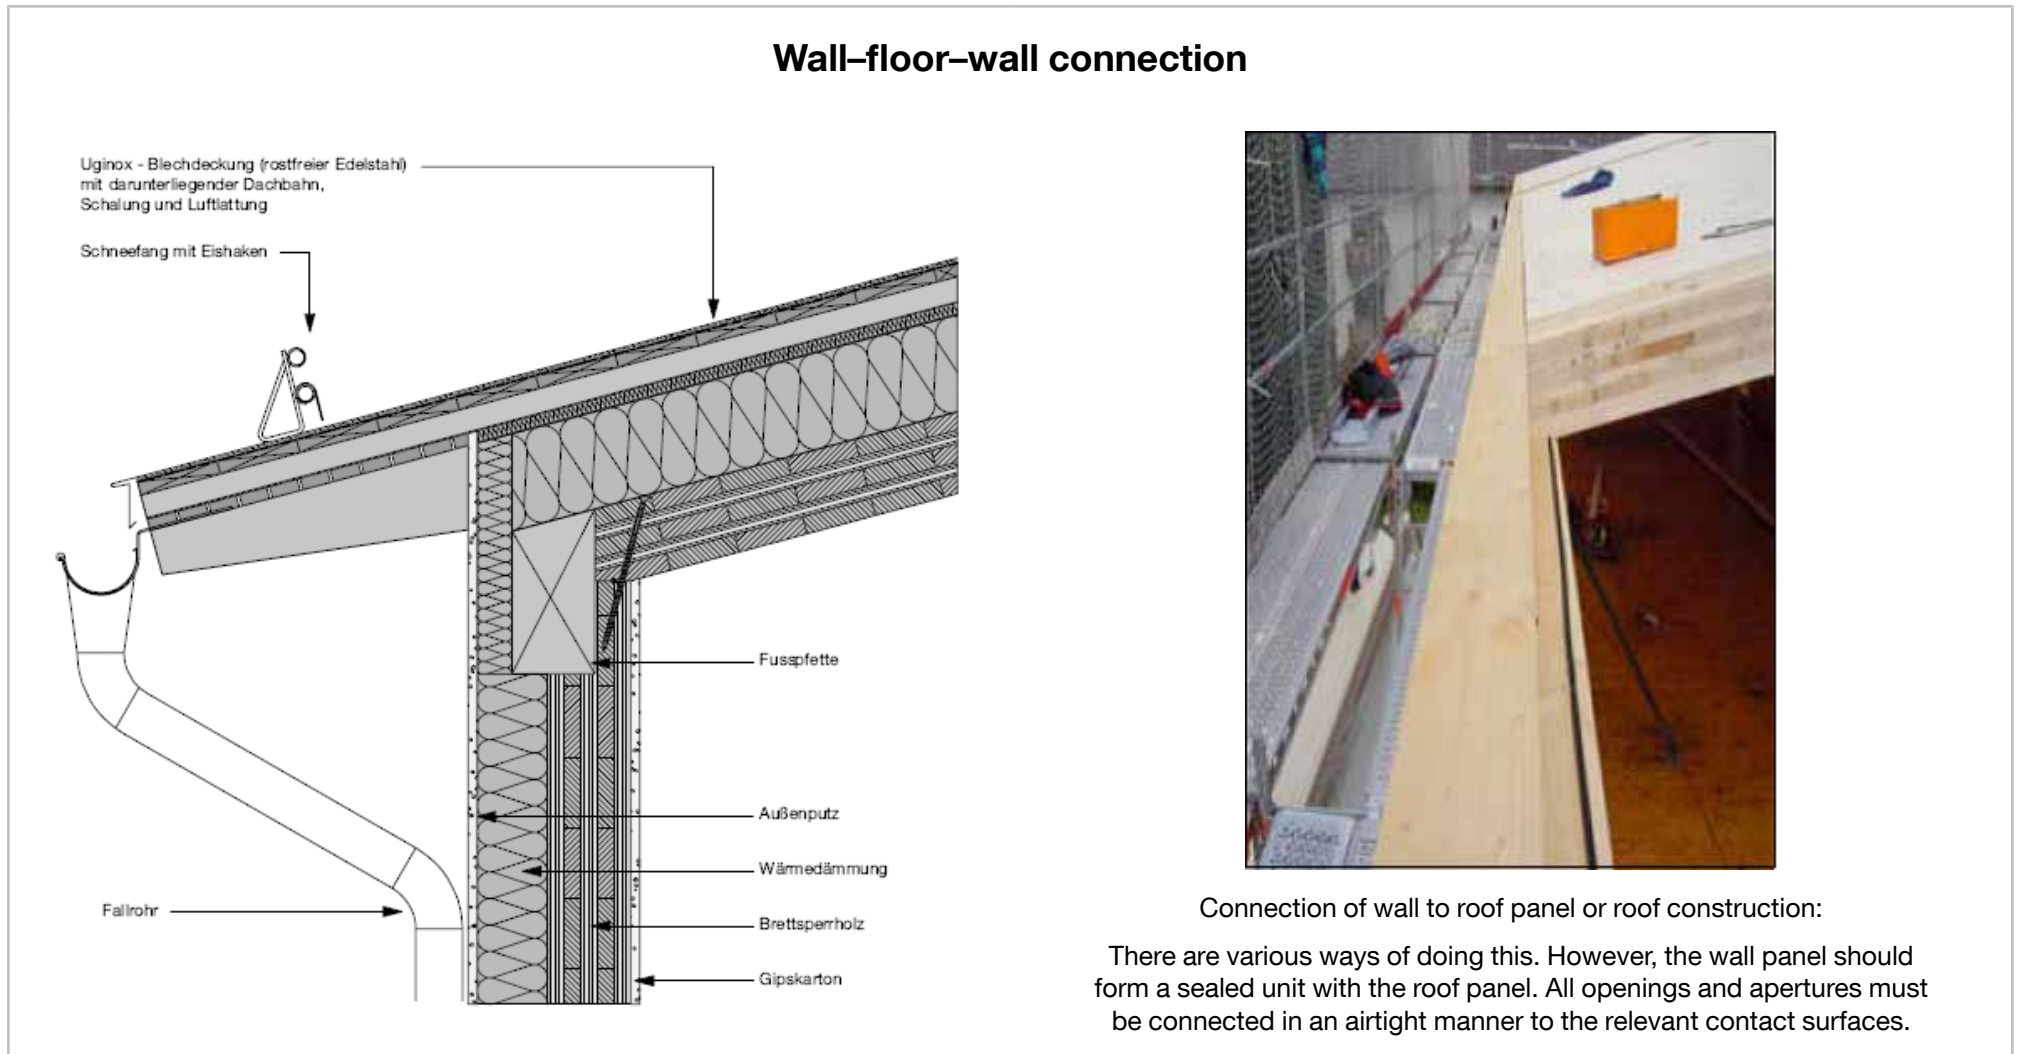 Wall–floor–wall connection
Uginox - Blechdeckung (rostfreier Edelstahl)
mit darunterliegender Dachbahn,
Schalung und Luftlattung
Schneefang mit Eishaken
Fusspfette
Außenputz
Wärmedämmung
Fallrohr
Brettsperrholz
Gipskarton
Connection of wall to roof panel or roof construction:
There are various ways of doing this. However, the wall panel should
form a sealed unit with the roof panel. All openings and apertures must
be connected in an airtight manner to the relevant contact surfaces.